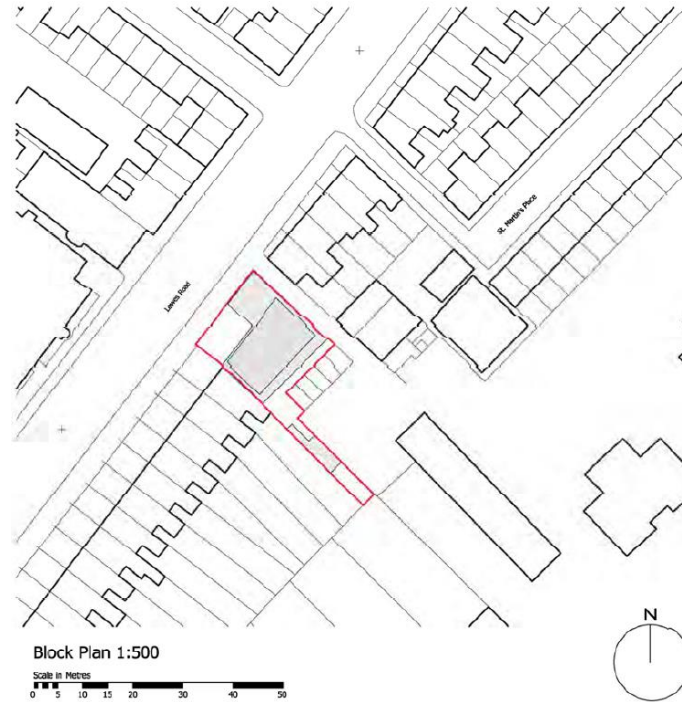 St. Martin's Place
Lewes Road
Block Plan 1:500
Scale in Metres
0 5 10 15 20 30 40 50
N